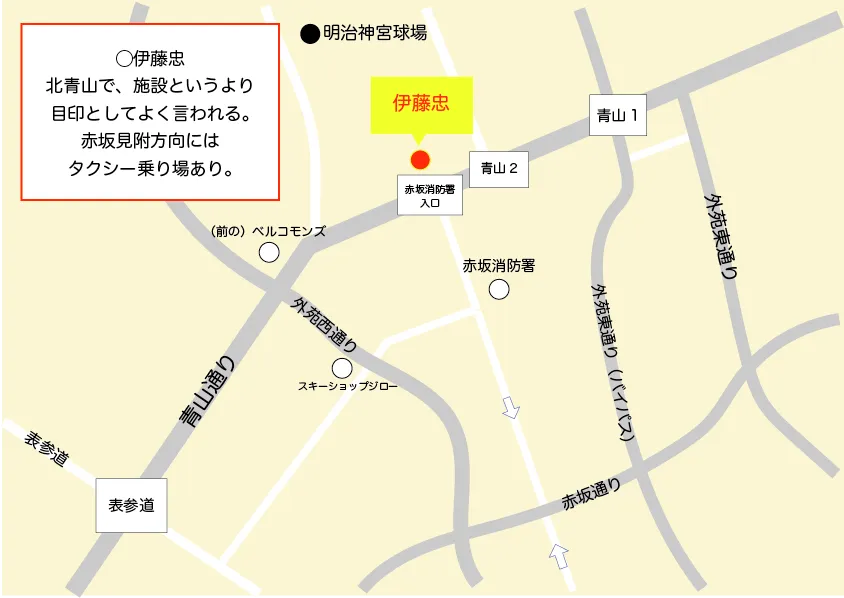 ◯伊藤忠
北青山で、施設というより
目印としてよく言われる。
赤坂見附方向には
タクシー乗り場あり。
明治神宮球場
伊藤忠
青山1
青山2
赤坂消防署
入口
(前の)ベルコモンズ
赤坂消防署
外苑東通り
外苑西通り
外苑東通り(バイパス)
スキーショップジロー
青山通り
表参道
表参道
赤坂通り